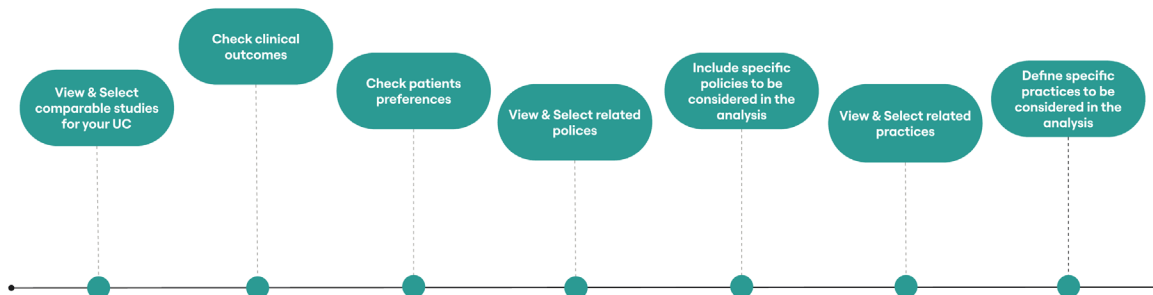 View & Select
comparable studies
for your UC
Check clinical
outcomes
Check patients
preferences
View & Select related
polices
Include specific
policies to be
considered in the
analysis
View & Select related
practices
Define specific
practices to be
considered in the
analysis